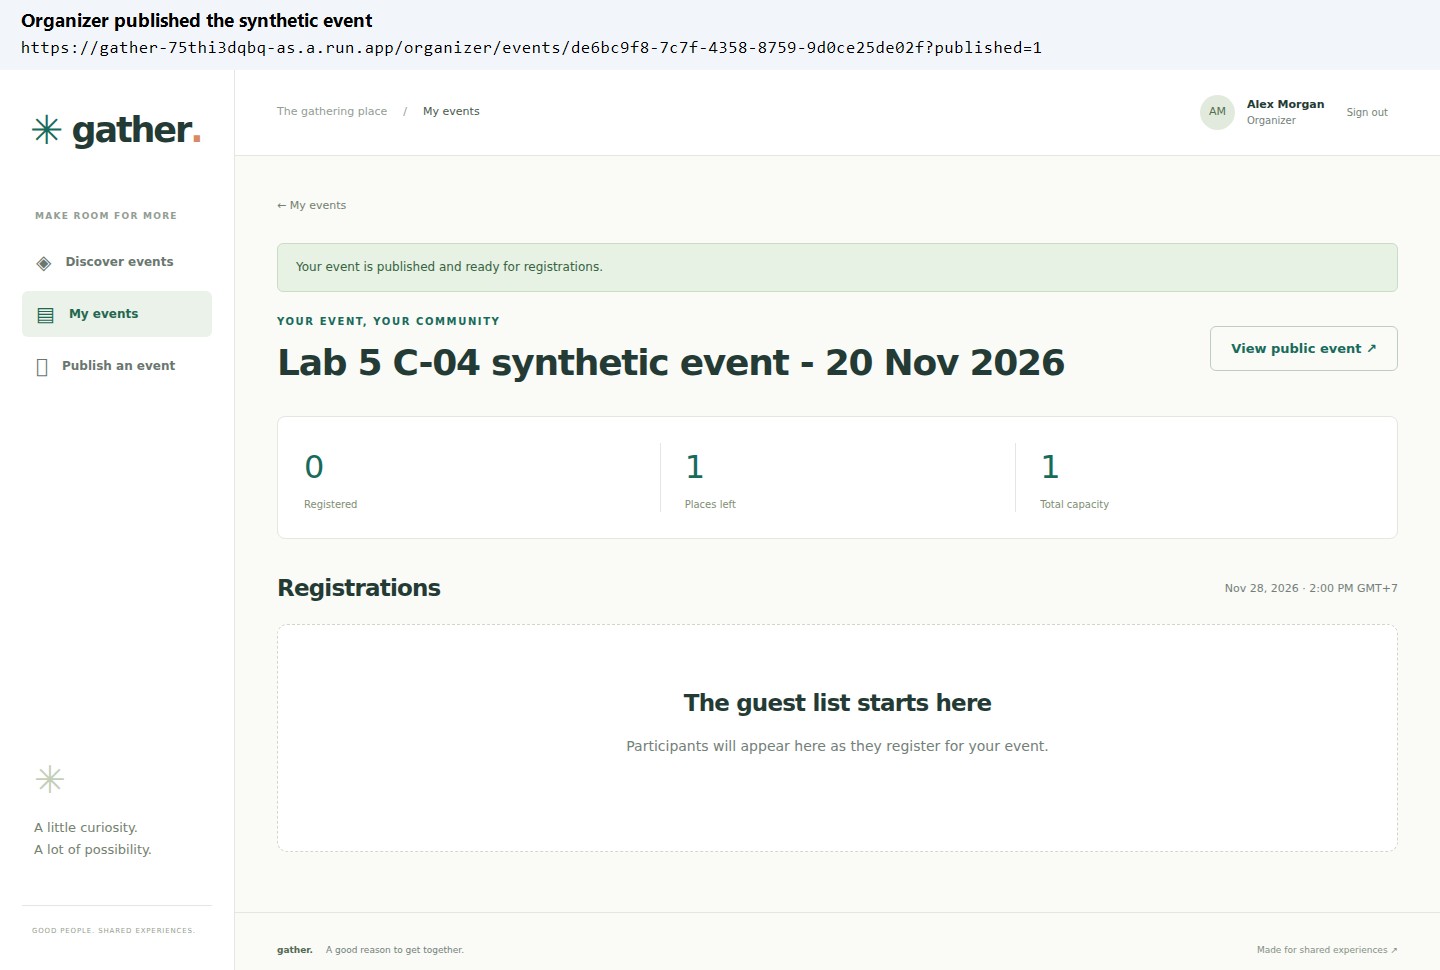 Organizer published the synthetic event
https://gather-75thi3dqbq-as.a.run.app/organizer/events/de6bc9f8-7c7f-4358-8759-9d0ce25de02f?published=1
gather.
The gathering place / My events
AM
Alex Morgan
Organizer
Sign out
MAKE ROOM FOR MORE
Discover events
My events
Publish an event
← My events
Your event is published and ready for registrations.
YOUR EVENT, YOUR COMMUNITY
Lab 5 C-04 synthetic event - 20 Nov 2026
View public event ↗
0
Registered
1
Places left
1
Total capacity
Registrations
Nov 28, 2026 · 2:00 PM GMT+7
The guest list starts here
Participants will appear here as they register for your event.
A little curiosity.
A lot of possibility.
GOOD PEOPLE. SHARED EXPERIENCES.
gather. A good reason to get together.
Made for shared experiences ↗